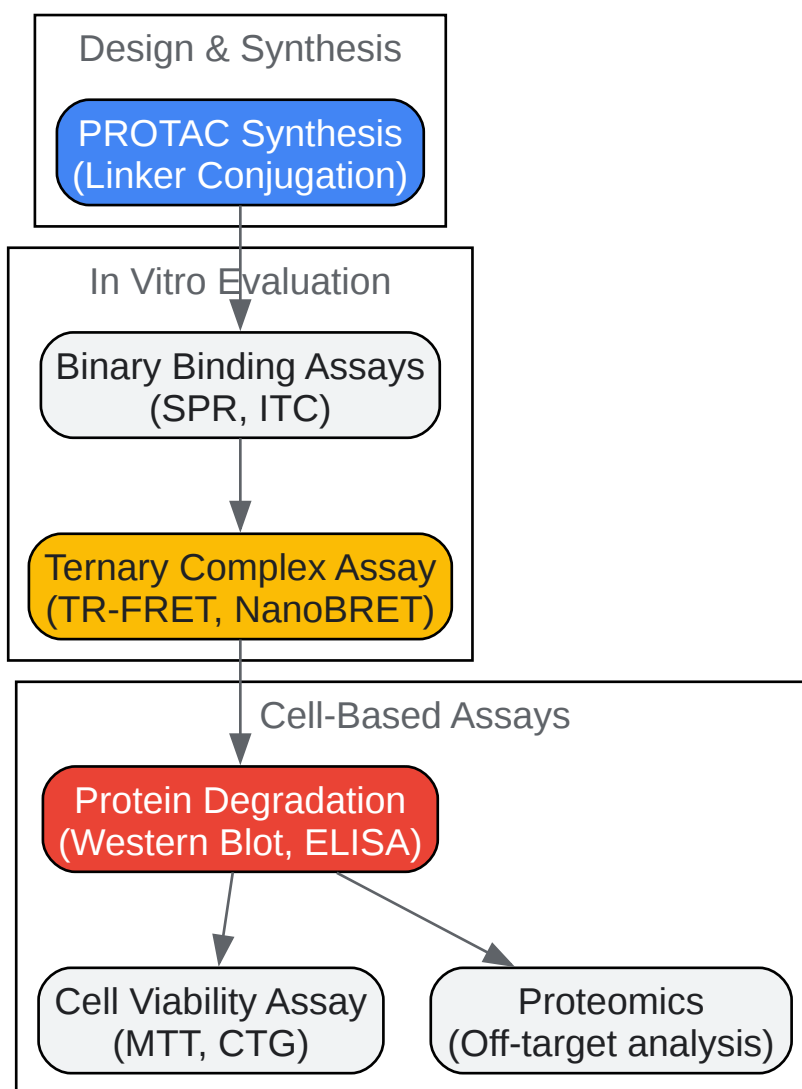 Design & Synthesis
PROTAC Synthesis
(Linker Conjugation)
In Vitro Evaluation
Binary Binding Assays
(SPR, ITC)
Ternary Complex Assay
(TR-FRET, NanoBRET)
Cell-Based Assays
Protein Degradation
(Western Blot, ELISA)
Cell Viability Assay
(MTT, CTG)
Proteomics
(Off-target analysis)